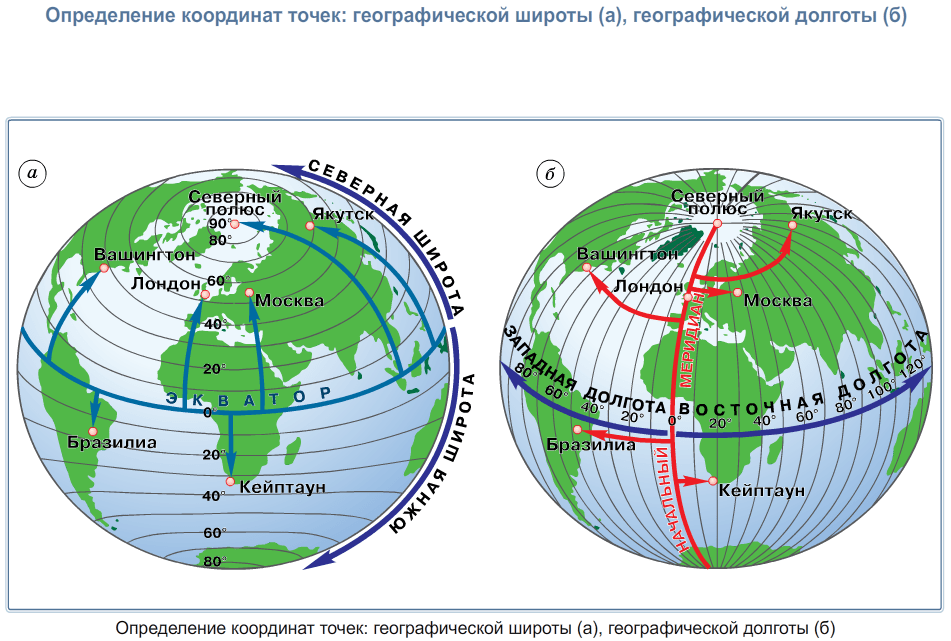 Определение координат точек: географической широты (а), географической долготы (б)
а
СЕВЕРНАЯ ШИРОТА
Северный
полюс
90°
Якутск
80°
Вашингтон
60°
Лондон
Москва
40°
20°
ЭКВАТОР
0°
Бразилиа
20°
Кейптаун
40°
ЮЖНАЯ ШИРОТА
60°
80°
б
Северный
полюс
Якутск
Вашингтон
Лондон
Москва
НАЧАЛЬНЫЙ МЕРИДИАН
ЗАПАДНАЯ ДОЛГОТА ВОСТОЧНАЯ ДОЛГОТА
80° 60° 40° 20° 0° 20° 40° 60° 80° 100° 120°
Бразилиа
Кейптаун
Определение координат точек: географической широты (а), географической долготы (б)